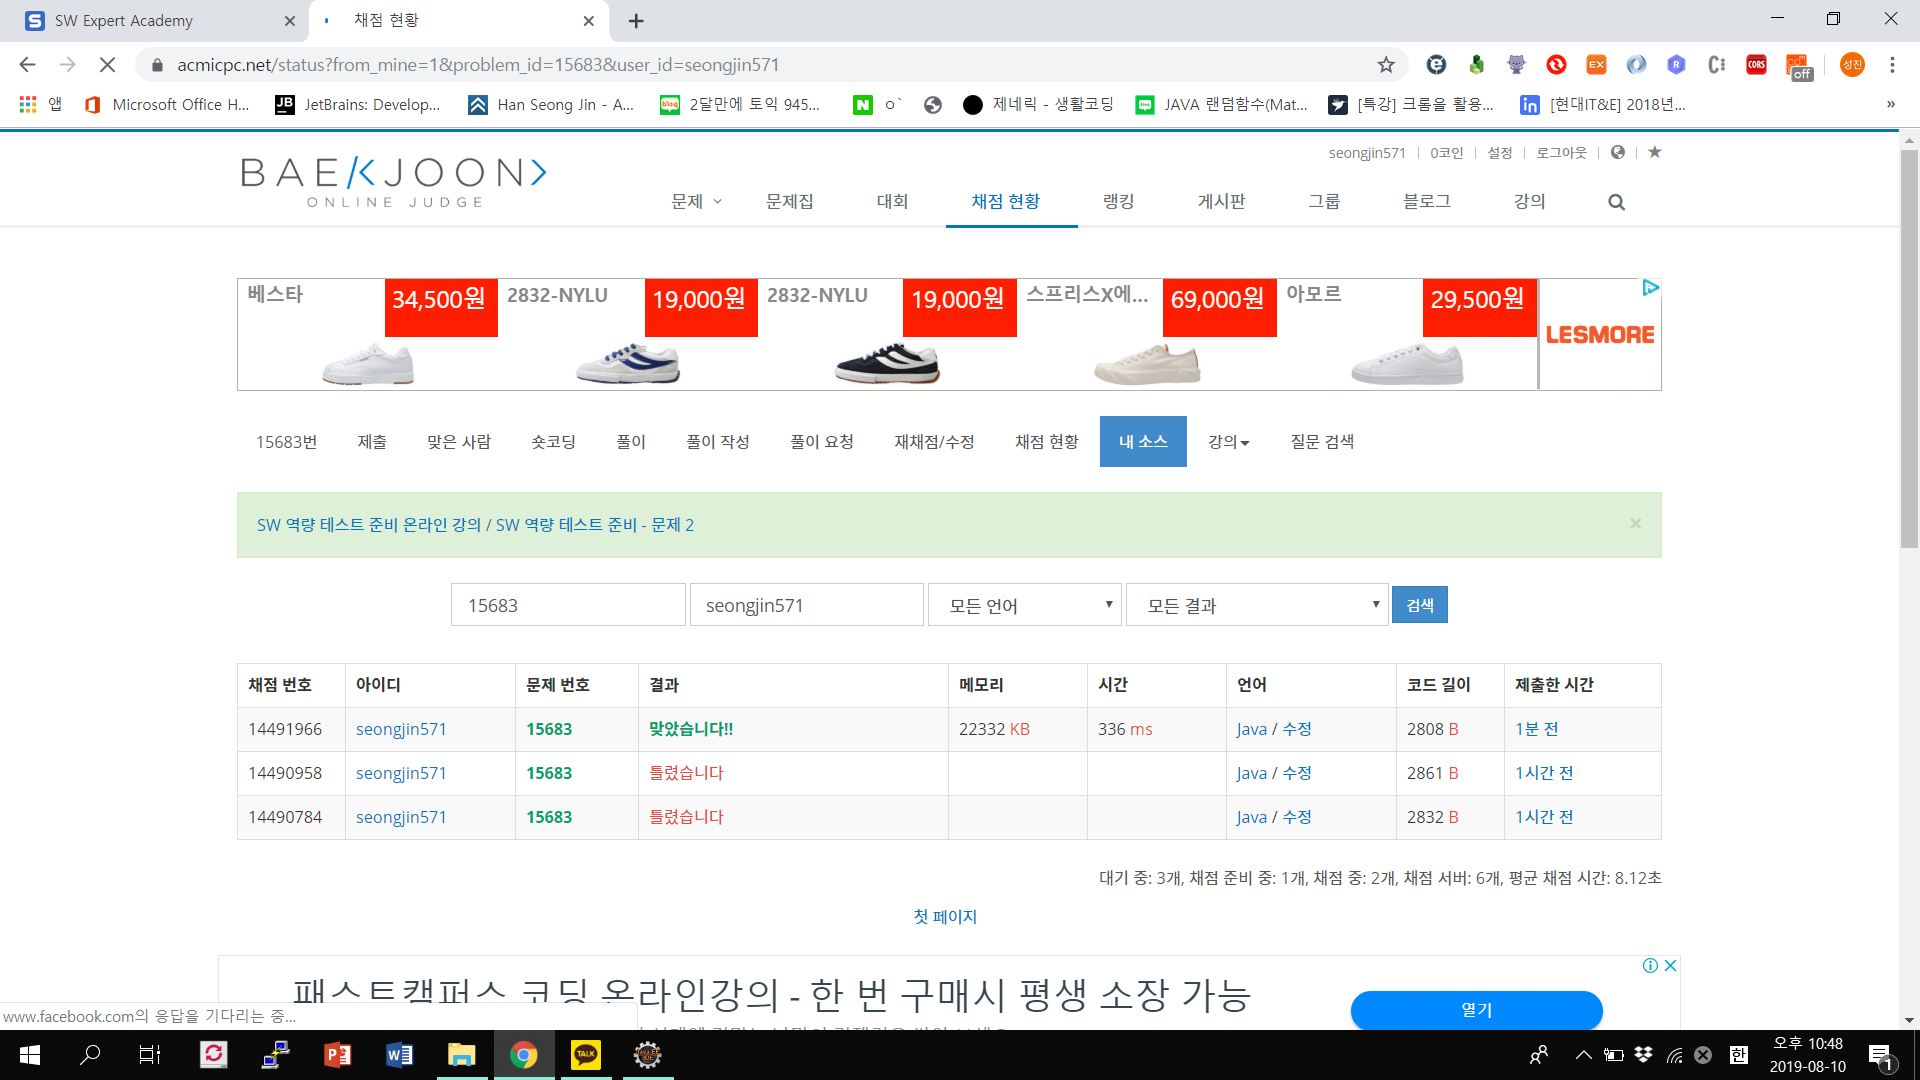 SW Expert Academy
채점 현황
acmicpc.net/status?from_mine=1&problem_id=15683&user_id=seongjin571
EX
R
CORS
off
성진
앱
Microsoft Office H...
JetBrains: Develop...
Han Seong Jin - A...
2달만에 토익 945...
ㅇ`
제네릭 - 생활코딩
JAVA 랜덤함수(Mat...
[특강] 크롬을 활용...
[현대IT&E] 2018년...
»
seongjin571
0코인
설정
로그아웃
BAEKJOON>
ONLINE JUDGE
문제
문제집
대회
채점 현황
랭킹
게시판
그룹
블로그
강의
베스타
34,500원
2832-NYLU
19,000원
2832-NYLU
19,000원
스프리스X에...
69,000원
아모르
29,500원
LESMORE
15683번
제출
맞은 사람
숏코딩
풀이
풀이 작성
풀이 요청
재채점/수정
채점 현황
내 소스
강의
질문 검색
SW 역량 테스트 준비 온라인 강의 / SW 역량 테스트 준비 - 문제 2
×
15683
seongjin571
모든 언어
모든 결과
검색
채점 번호 아이디 문제 번호 결과 메모리 시간 언어 코드 길이 제출한 시간
14491966 seongjin571 15683 맞았습니다!! 22332 KB 336 ms Java / 수정 2808 B 1분 전
14490958 seongjin571 15683 틀렸습니다 Java / 수정 2861 B 1시간 전
14490784 seongjin571 15683 틀렸습니다 Java / 수정 2832 B 1시간 전
대기 중: 3개, 채점 준비 중: 1개, 채점 중: 2개, 채점 서버: 6개, 평균 채점 시간: 8.12초
첫 페이지
패스트캠퍼스 코딩 온라인강의 - 한 번 구매시 평생 소장 가능
열기
www.facebook.com의 응답을 기다리는 중...
TALK
한
오후 10:48
2019-08-10
1